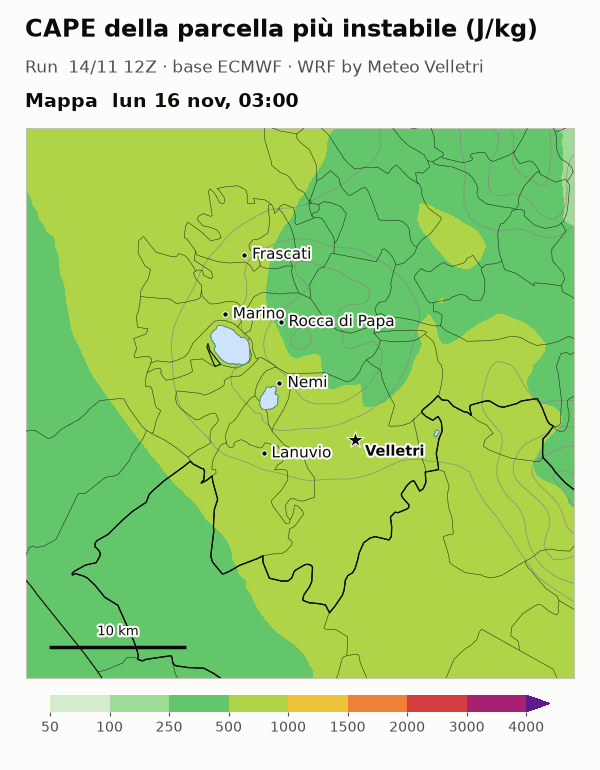 CAPE della parcella più instabile (J/kg)
Run  14/11 12Z · base ECMWF · WRF by Meteo Velletri
Mappa  lun 16 nov, 03:00
Frascati
Marino
Rocca di Papa
Nemi
Velletri
Lanuvio
10 km
50 100 250 500 1000 1500 2000 3000 4000